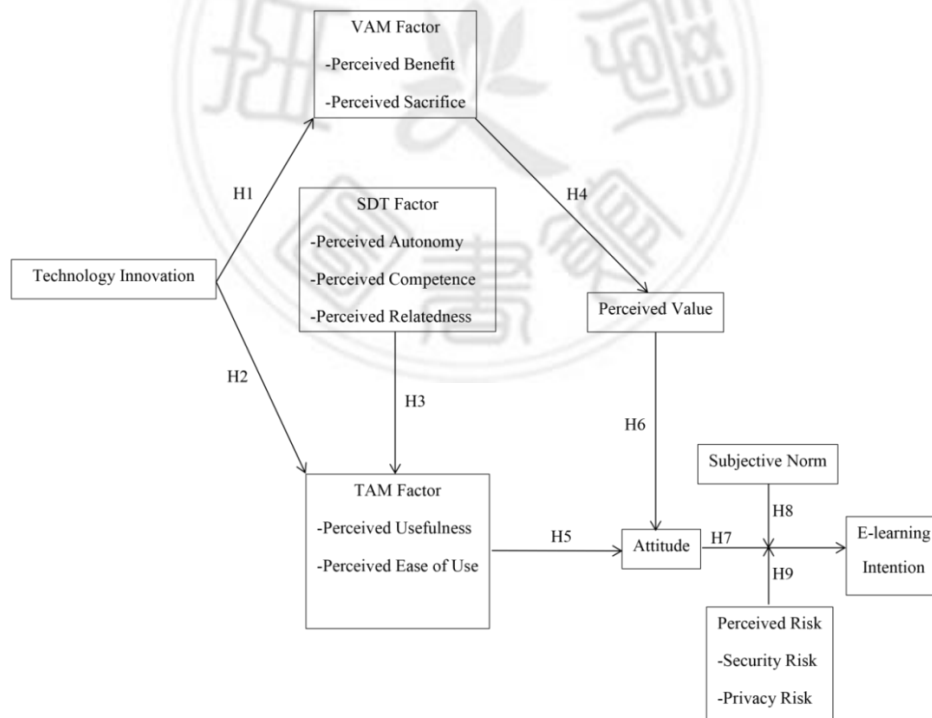 VAM Factor
-Perceived Benefit
-Perceived Sacrifice
H1
H4
SDT Factor
-Perceived Autonomy
-Perceived Competence
-Perceived Relatedness
Technology Innovation
Perceived Value
H2
H3
H6
Subjective Norm
TAM Factor
-Perceived Usefulness
-Perceived Ease of Use
H5
Attitude
H7
H8
H9
E-learning
Intention
Perceived Risk
-Security Risk
-Privacy Risk